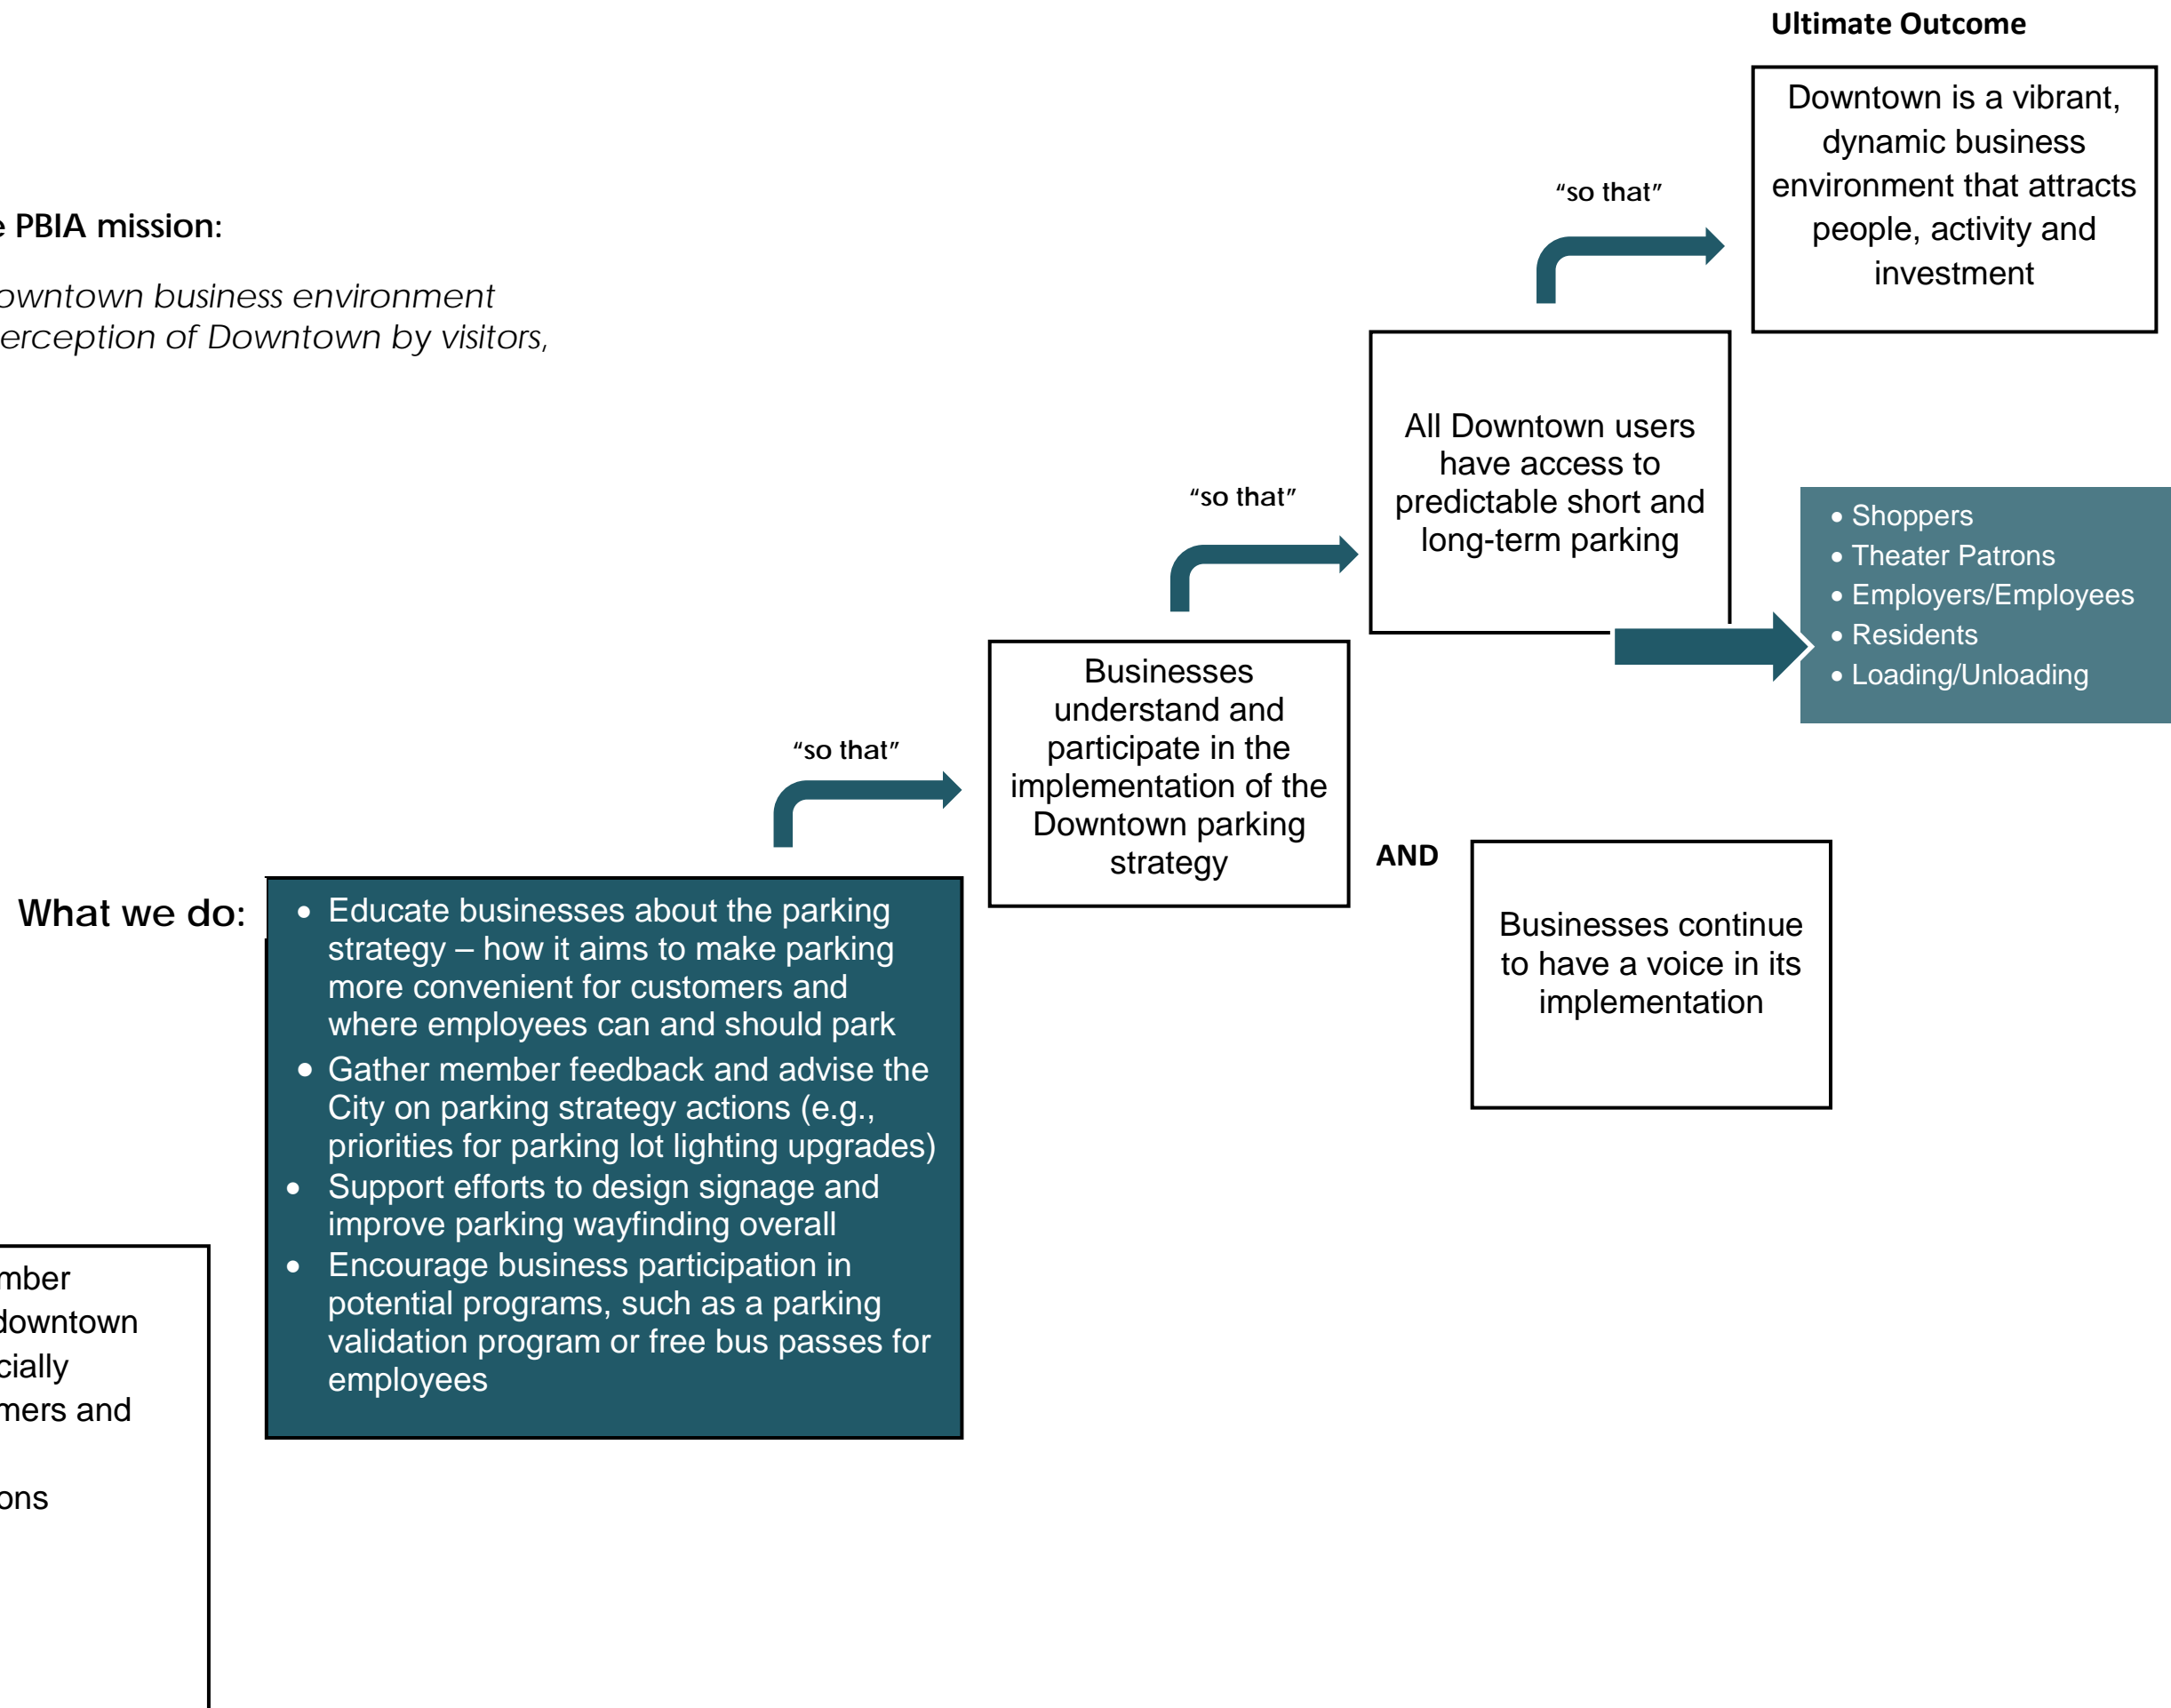 Ultimate Outcome
Downtown is a vibrant,
dynamic business
environment that attracts
people, activity and
investment
“so that”
PBIA mission:
business environment
of Downtown by visitors,
All Downtown users
have access to
predictable short and
long-term parking
“so that”
• Shoppers
• Theater Patrons
• Employers/Employees
• Residents
• Loading/Unloading
Businesses
understand and
participate in the
implementation of the
Downtown parking
strategy
“so that”
AND
Businesses continue
to have a voice in its
implementation
What we do:
• Educate businesses about the parking
strategy – how it aims to make parking
more convenient for customers and
where employees can and should park
• Gather member feedback and advise the
City on parking strategy actions (e.g.,
priorities for parking lot lighting upgrades)
• Support efforts to design signage and
improve parking wayfinding overall
• Encourage business participation in
potential programs, such as a parking
validation program or free bus passes for
employees
downtown
and